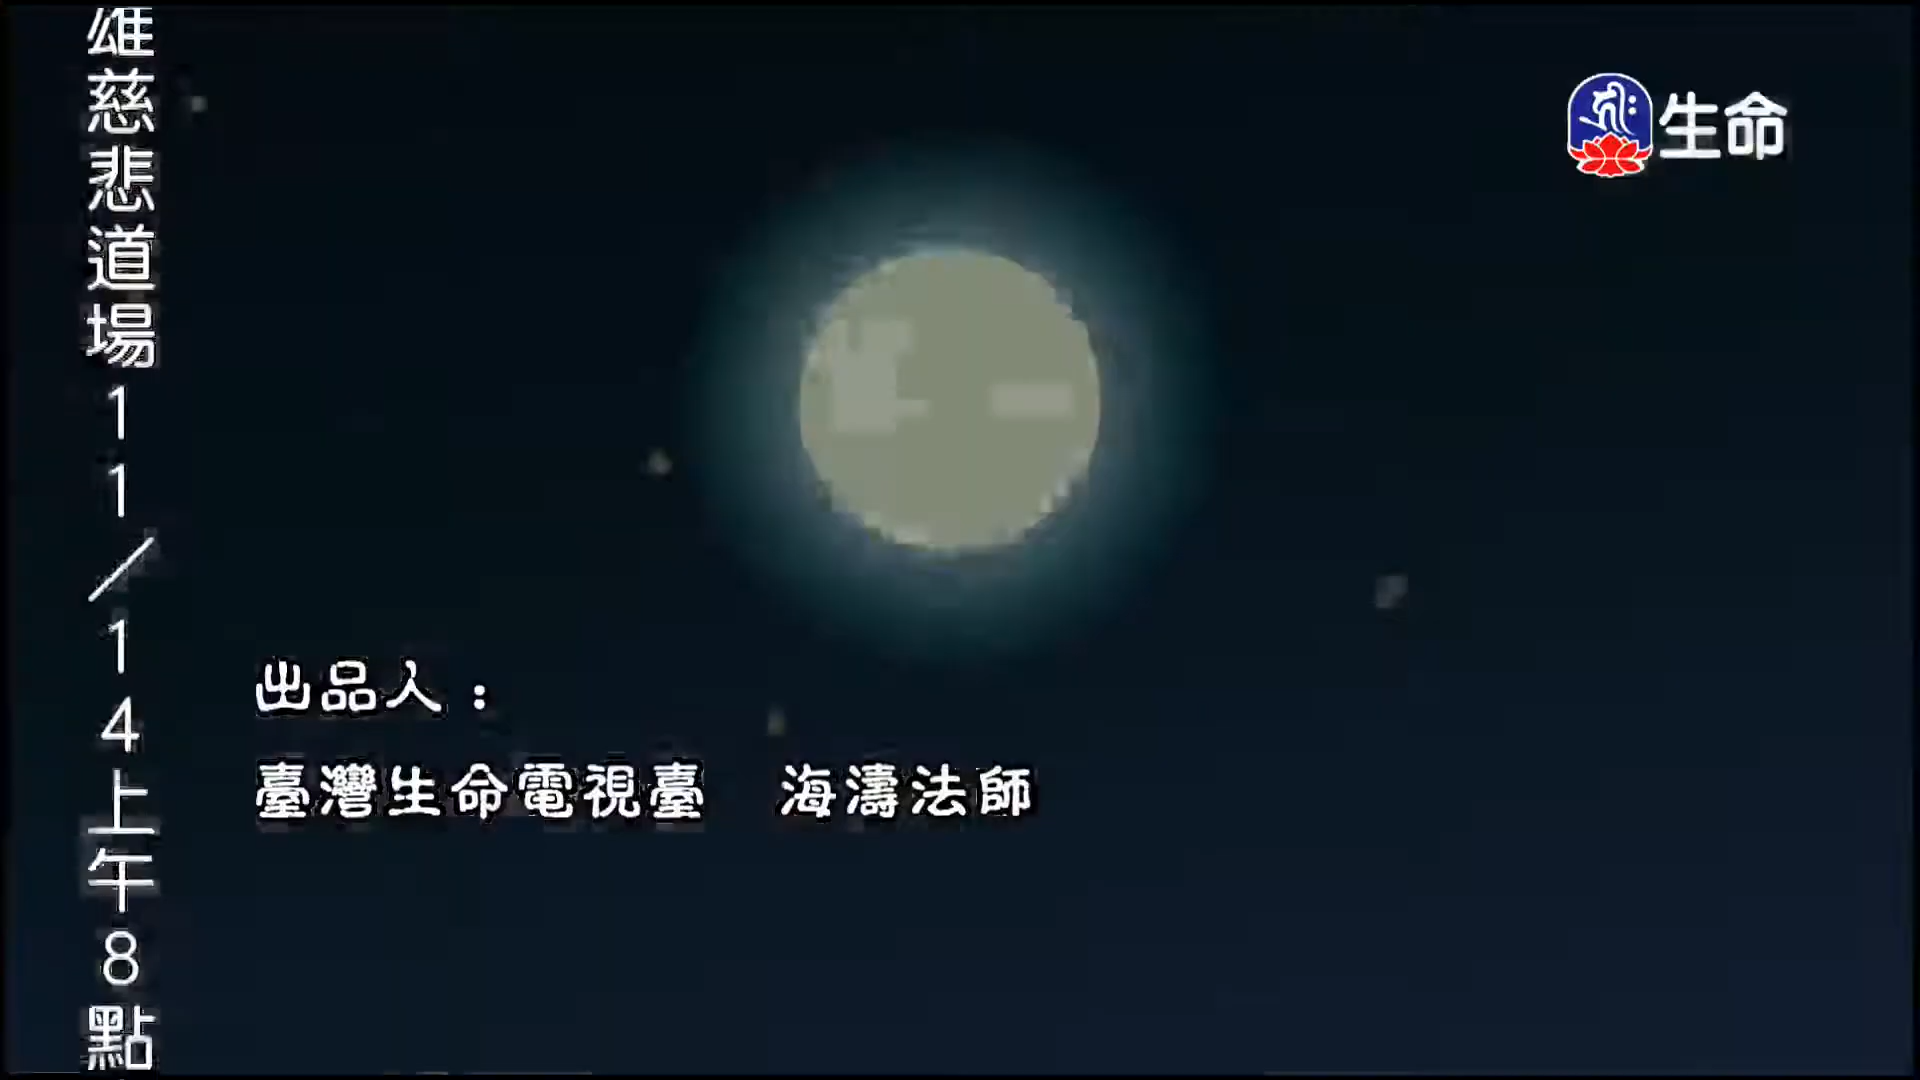 雄慈悲道場11/14上午8點
生命
出品人：
臺灣生命電視臺　海濤法師